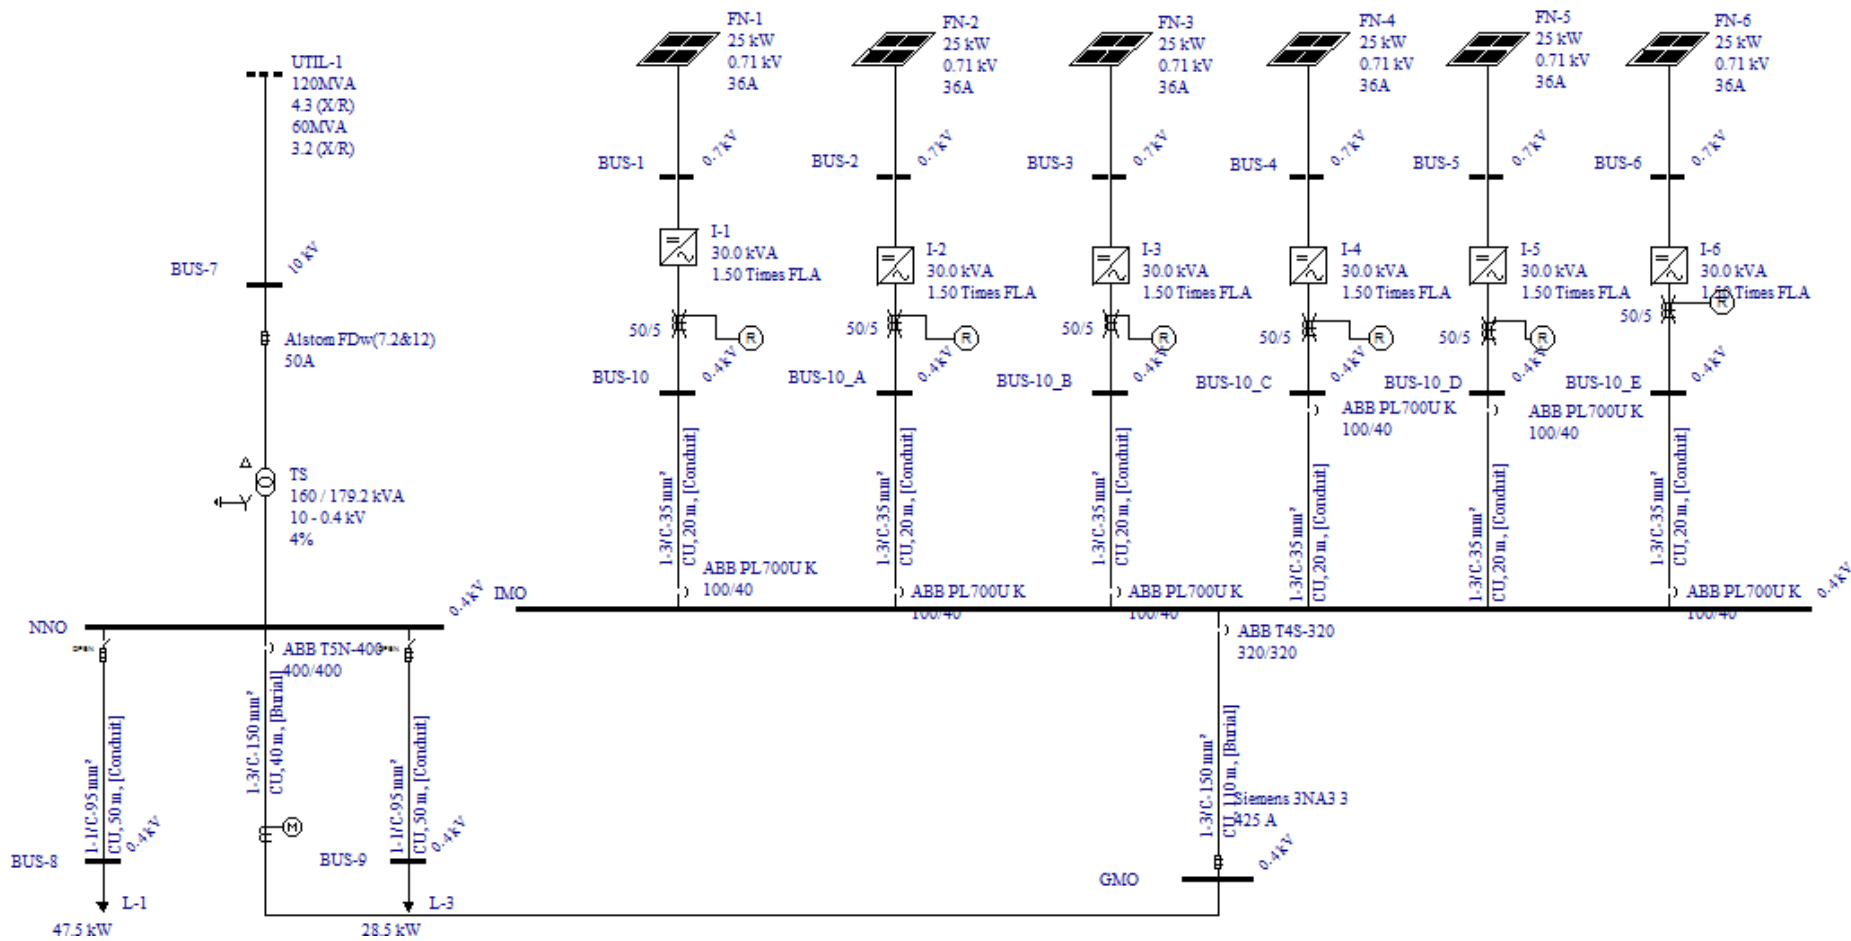 UTIL-1
120MVA
4.3 (X/R)
60MVA
3.2 (X/R)
BUS-7
10 kV
Alstom FDw(7.2&12)
50A
TS
160 / 179.2 kVA
10 - 0.4 kV
4%
FN-1
25 kW
0.71 kV
36A
FN-2
25 kW
0.71 kV
36A
FN-3
25 kW
0.71 kV
36A
FN-4
25 kW
0.71 kV
36A
FN-5
25 kW
0.71 kV
36A
FN-6
25 kW
0.71 kV
36A
BUS-1
0.7kV
BUS-2
0.7kV
BUS-3
0.7kV
BUS-4
0.7kV
BUS-5
0.7kV
BUS-6
0.7kV
I-1
30.0 kVA
1.50 Times FLA
I-2
30.0 kVA
1.50 Times FLA
I-3
30.0 kVA
1.50 Times FLA
I-4
30.0 kVA
1.50 Times FLA
I-5
30.0 kVA
1.50 Times FLA
I-6
30.0 kVA
1.50 Times FLA
50/5
R
50/5
R
50/5
R
50/5
R
50/5
R
50/5
R
BUS-10
0.4kV
BUS-10_A
0.4kV
BUS-10_B
0.4kV
BUS-10_C
0.4kV
BUS-10_D
0.4kV
BUS-10_E
0.4kV
ABB PL700U K
100/40
ABB PL700U K
100/40
1-3/C-35 mm²
CU, 20 m, [Conduit]
1-3/C-35 mm²
CU, 20 m, [Conduit]
1-3/C-35 mm²
CU, 20 m, [Conduit]
1-3/C-35 mm²
CU, 20 m, [Conduit]
1-3/C-35 mm²
CU, 20 m, [Conduit]
1-3/C-35 mm²
CU, 20 m, [Conduit]
ABB PL700U K
100/40
ABB PL700U K
100/40
ABB PL700U K
100/40
ABB PL700U K
100/40
IMO
0.4kV
NNO
0.4kV
OPEN
ABB T5N-400
400/400
OPEN
ABB T4S-320
320/320
1-1/C-95 mm²
CU, 50 m, [Conduit]
1-3/C-150 mm²
CU, 40 m, [Burial]
1-1/C-95 mm²
CU, 50 m, [Conduit]
1-3/C-150 mm²
CU, 110 m, [Burial]
Siemens 3NA3 3
425 A
M
BUS-8
0.4kV
BUS-9
0.4kV
GMO
0.4kV
L-1
47.5 kW
L-3
28.5 kW